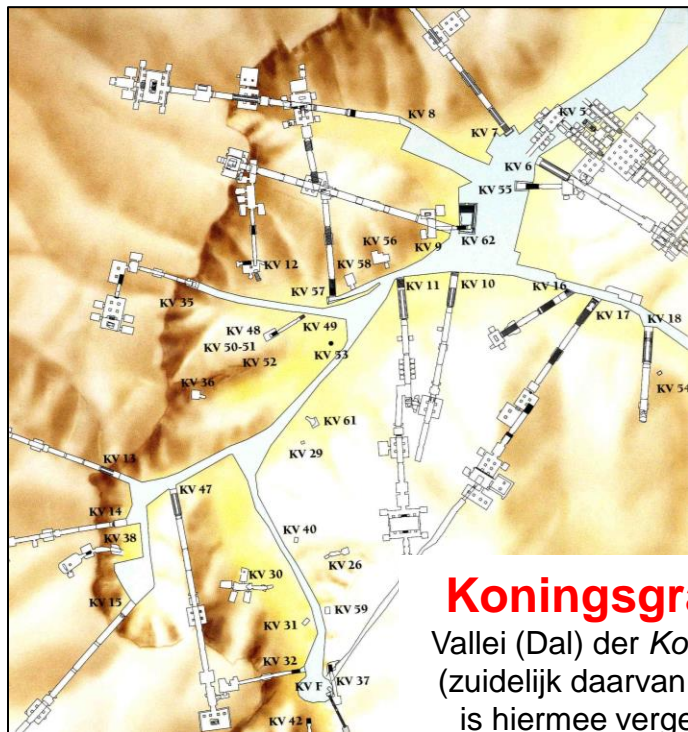 KV 8
KV 7
KV 5
KV 6
KV 55
KV 56
KV 9
KV 62
KV 12
KV 58
KV 35
KV 57
KV 11
KV 10
KV 16
KV 17
KV 18
KV 48
KV 49
KV 50-51
KV 53
KV 52
KV 54
KV 36
KV 61
KV 29
KV 13
KV 47
KV 14
KV 38
KV 40
KV 26
KV 30
KV 15
KV 59
KV 31
KV 32
KV 37
KV F
KV 42
Koningsgra
Vallei (Dal) der Ko
(zuidelijk daarvan
is hiermee verge